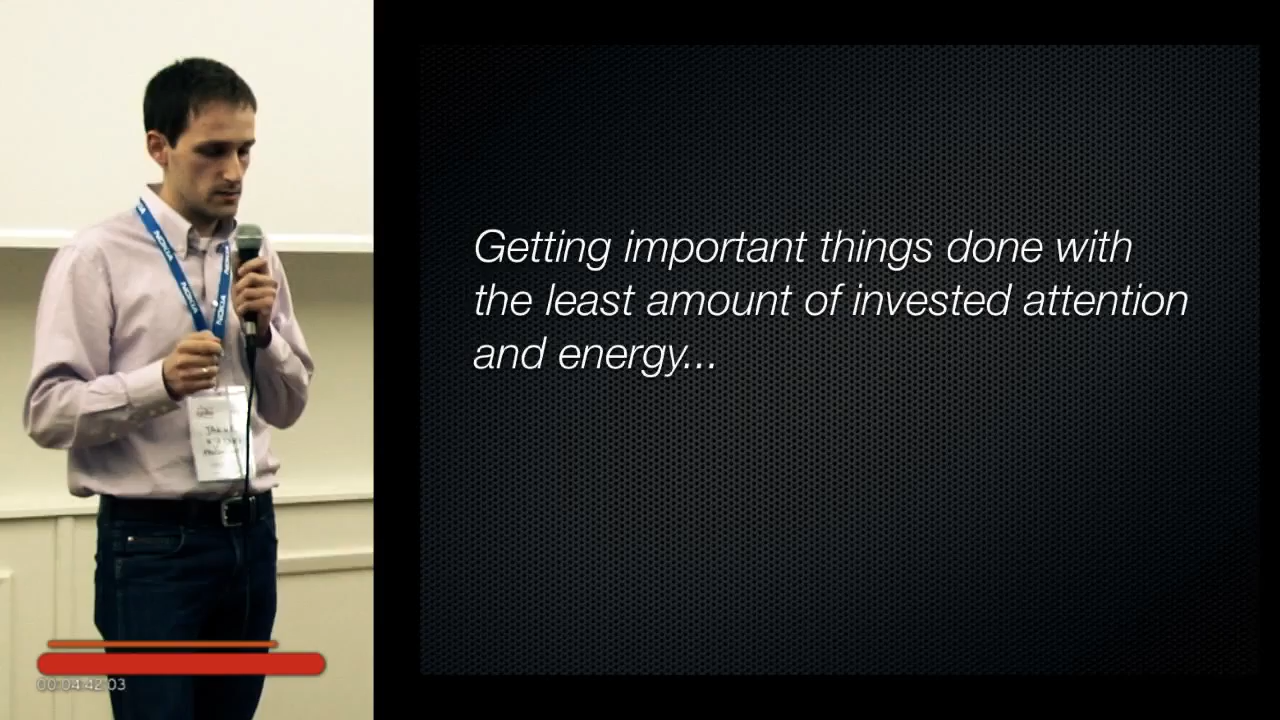 Getting important things done with
the least amount of invested attention
and energy...
NOKIA
NOKIA
NOKIA
00:04:42:03